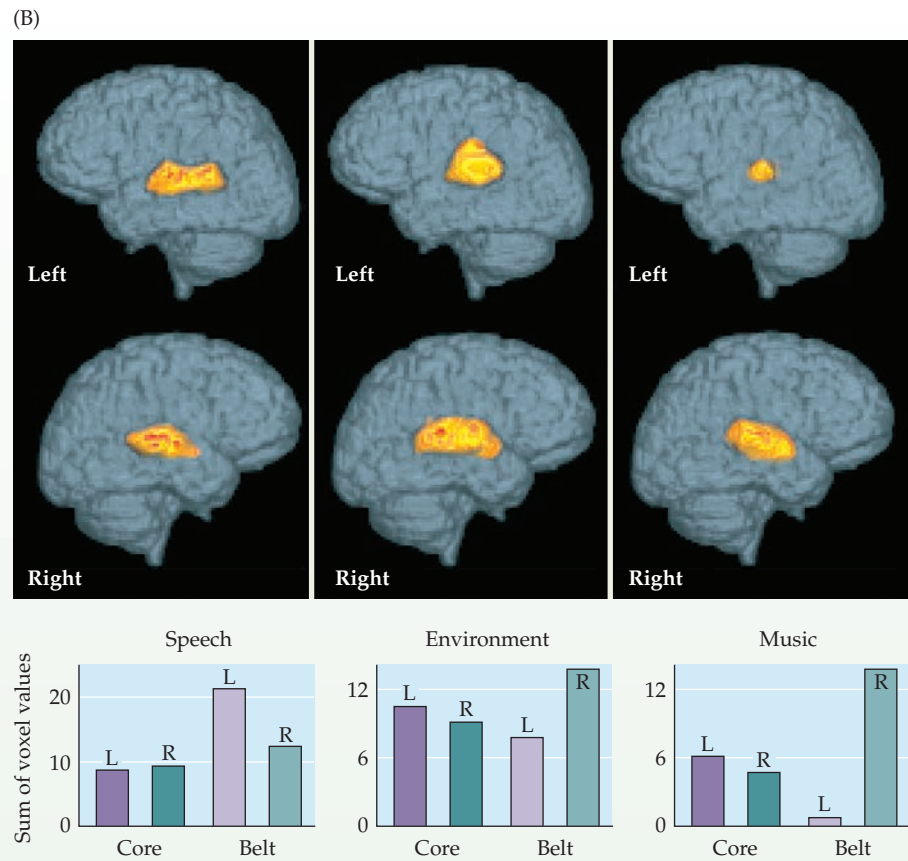 (B)
Left
Left
Left
Right
Right
Right
Speech
Environment
Music
Sum of voxel values
20
10
0
L
R
L
R
Core
Belt
12
6
0
L
R
L
R
Core
Belt
12
6
0
L
R
L
R
Core
Belt